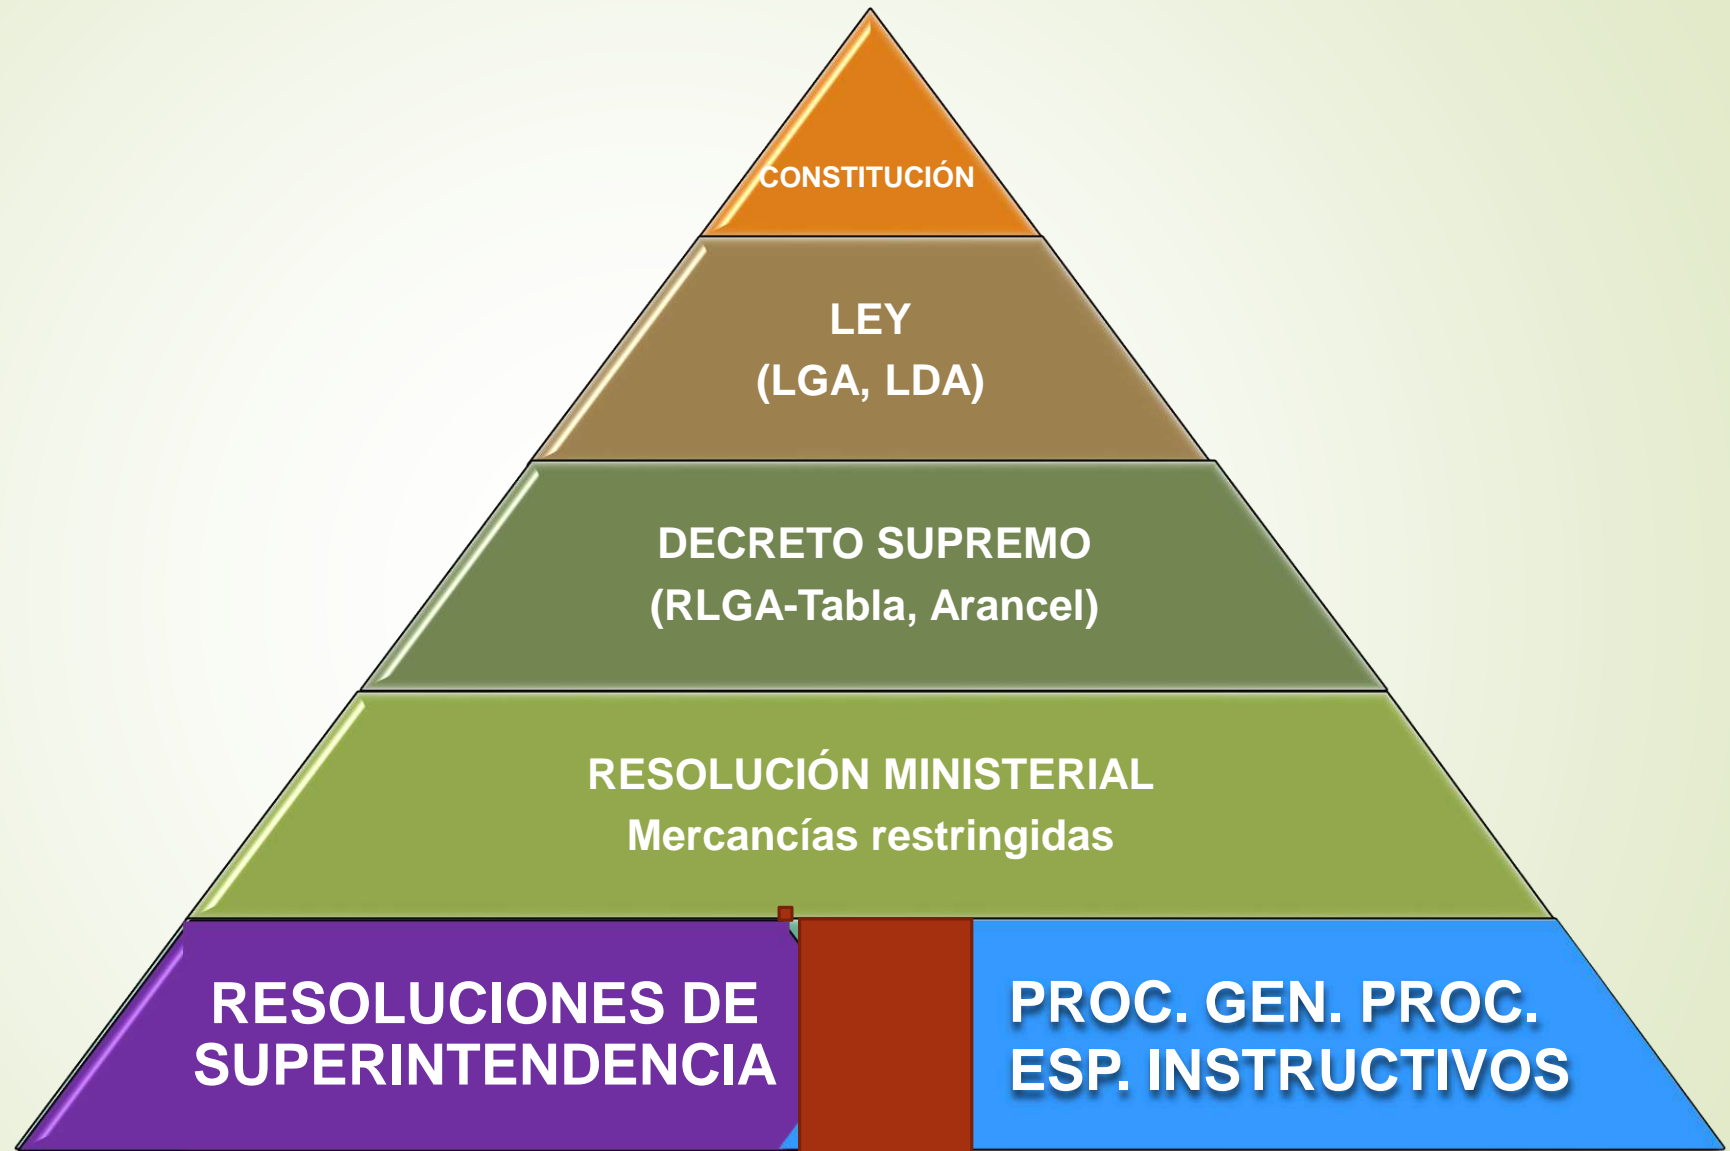 CONSTITUCIÓN
LEY
(LGA, LDA)
DECRETO SUPREMO
(RLGA-Tabla, Arancel)
RESOLUCIÓN MINISTERIAL
Mercancías restringidas
RESOLUCIONES DE
SUPERINTENDENCIA
PROC. GEN. PROC.
ESP. INSTRUCTIVOS